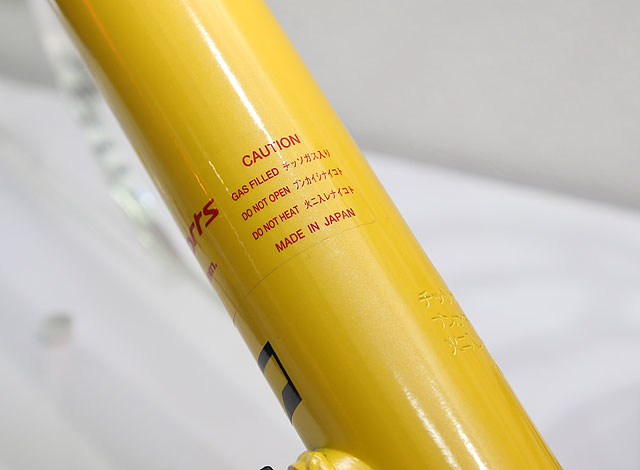 CAUTION
GAS FILLED チッソガス入り
DO NOT OPEN ブンカイシナイコト
DO NOT HEAT 火ニ入レナイコト
MADE IN JAPAN